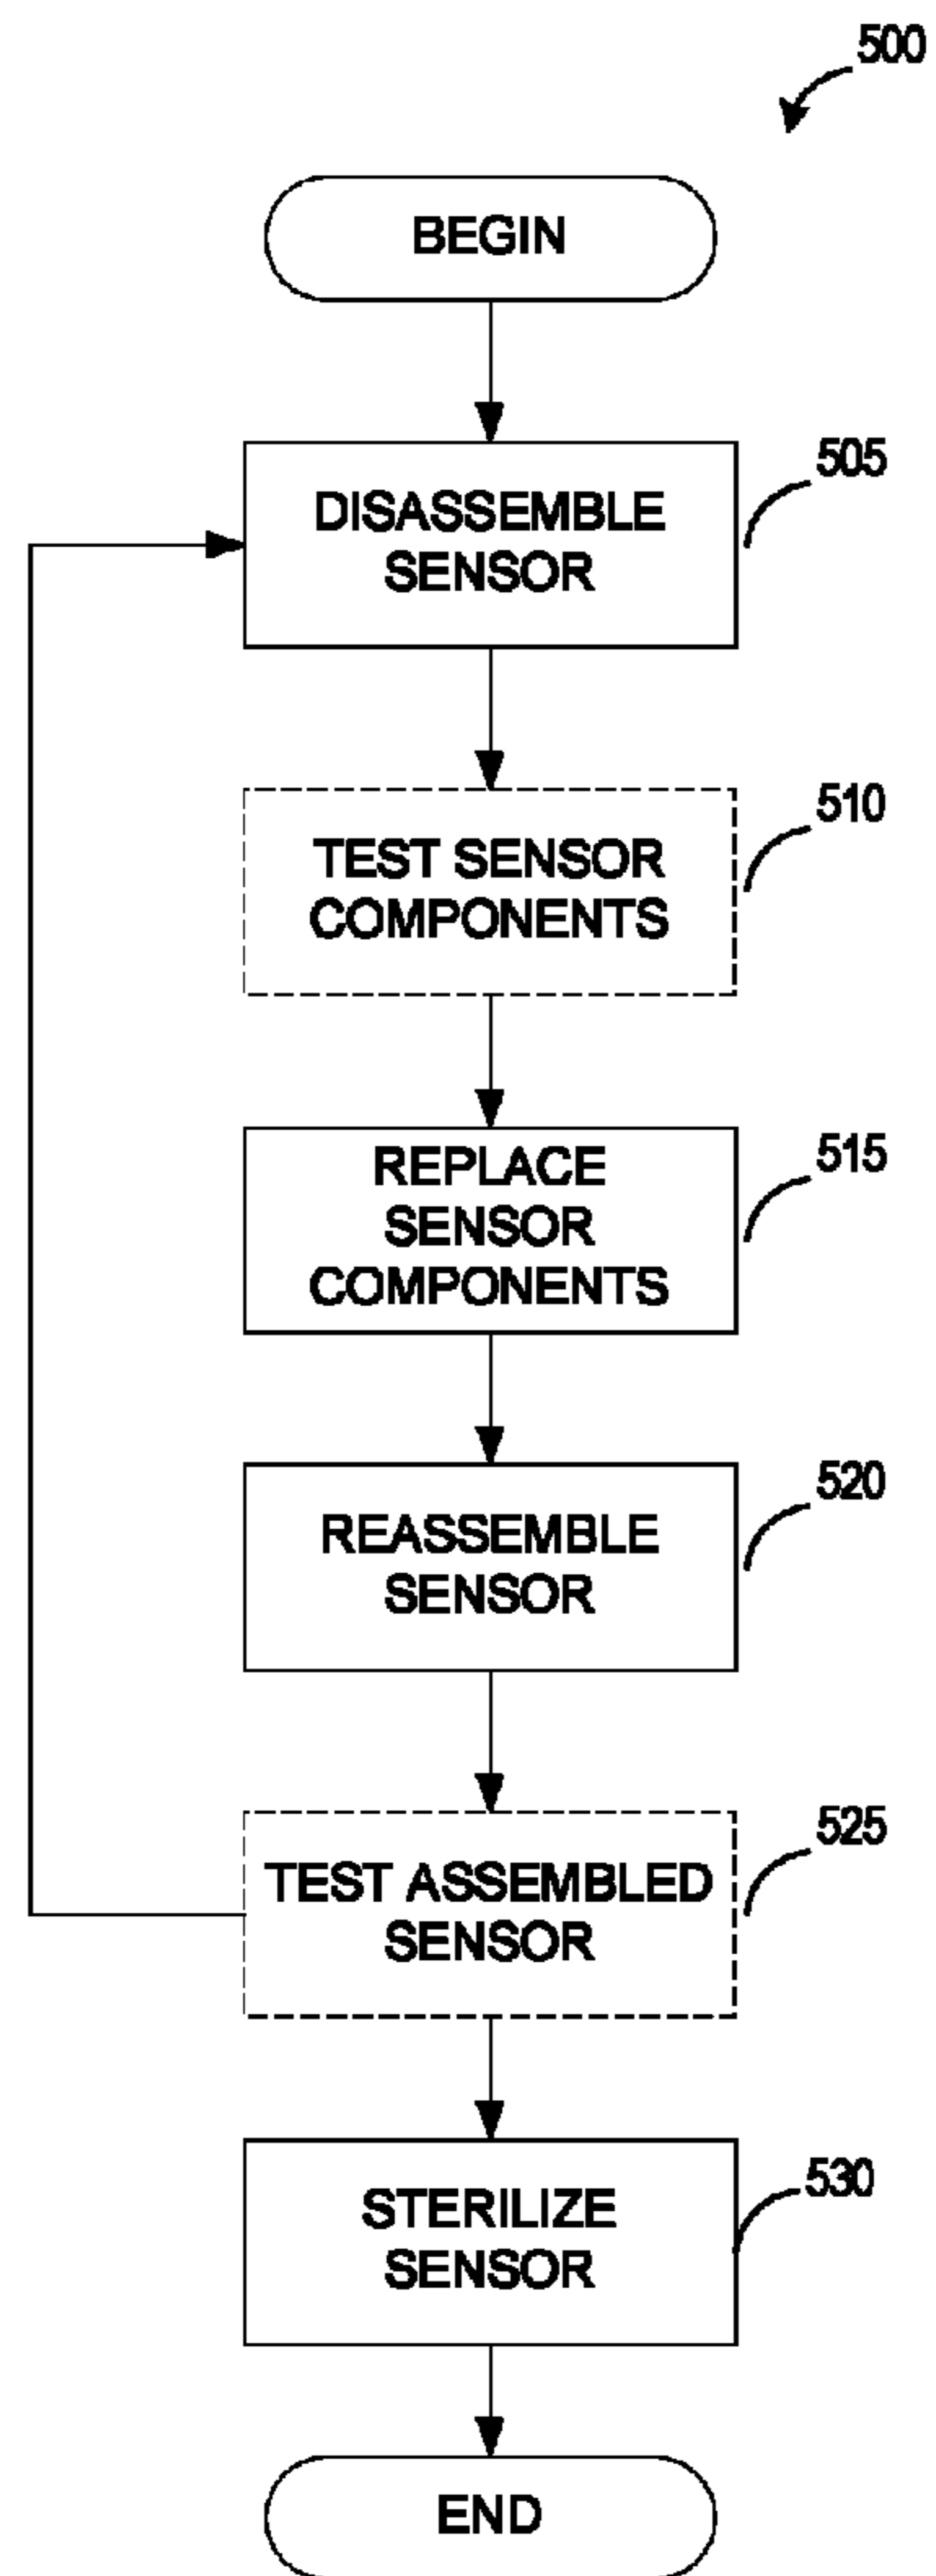 500
BEGIN
505
DISASSEMBLE
SENSOR
510
TEST SENSOR
COMPONENTS
515
REPLACE
SENSOR
COMPONENTS
520
REASSEMBLE
SENSOR
525
TEST ASSEMBLED
SENSOR
530
STERILIZE
SENSOR
END